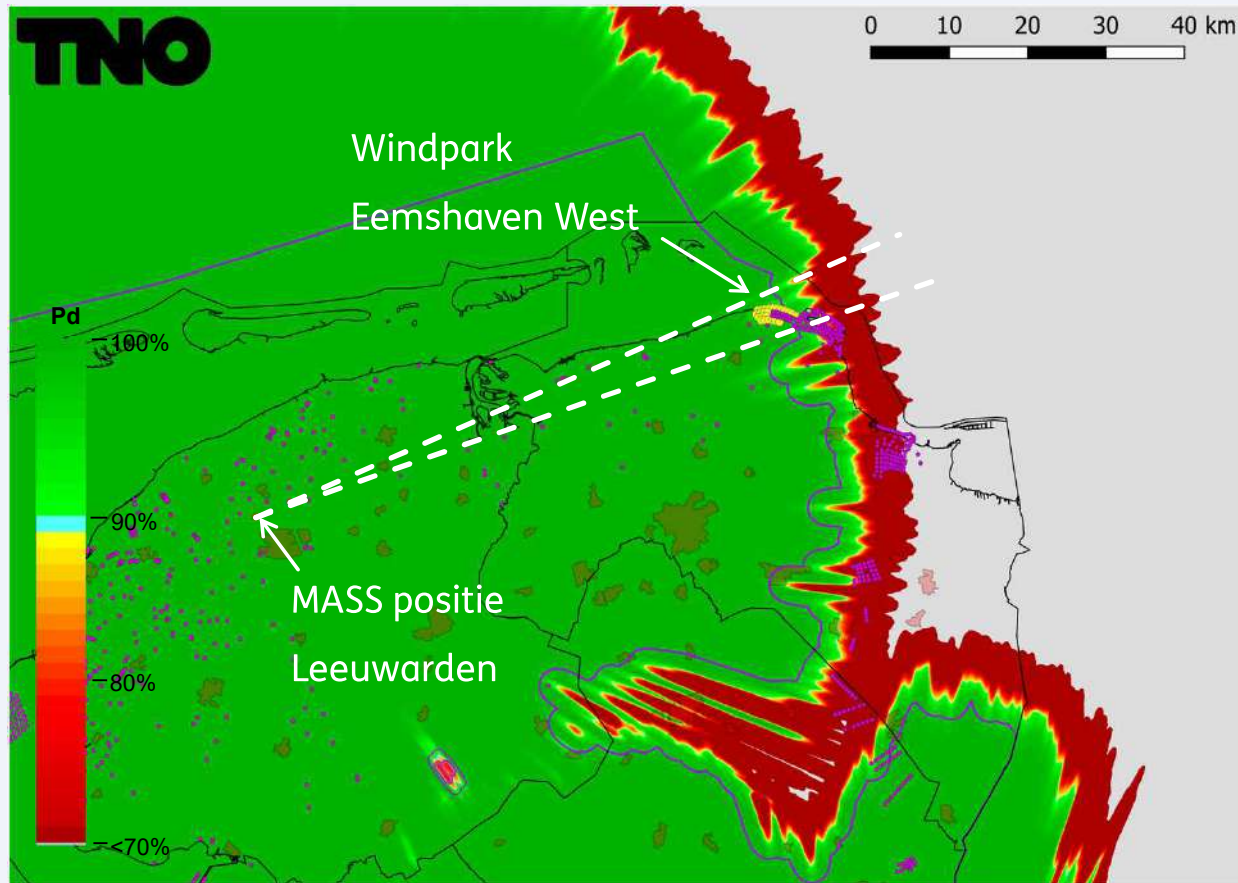 TNO
0 10 20 30 40 km
Windpark
Eemshaven West
Pd
100%
90%
MASS positie
Leeuwarden
80%
<70%